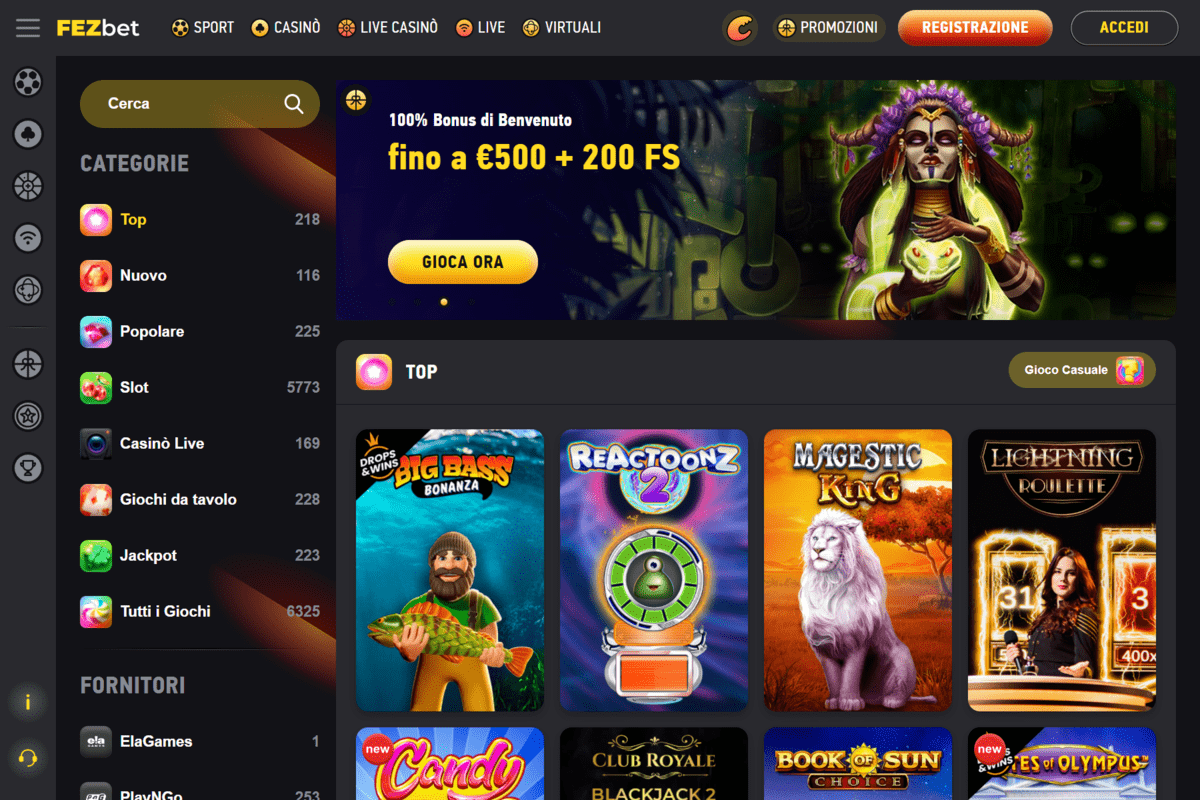 FEZbet
SPORT
CASINÒ
LIVE CASINÒ
LIVE
VIRTUALI
PROMOZIONI
REGISTRAZIONE
ACCEDI
Cerca
CATEGORIE
Top 218
Nuovo 116
Popolare 225
Slot 5773
Casinò Live 169
Giochi da tavolo 228
Jackpot 223
Tutti i Giochi 6325
FORNITORI
ela ElaGames 1
PlayNGo 253
100% Bonus di Benvenuto
fino a €500 + 200 FS
GIOCA ORA
TOP
Gioco Casuale
DROPS
&WINS
BIG BASS
BONANZA
REACTOONZ
2
MAGESTIC
KING
LIGHTNING
ROULETTE
31
3
400x
new
Candy
CLUB ROYALE
BLACKJACK 2
BOOK OF SUN
CHOICE
new
&WINS
OF OLYMPUS